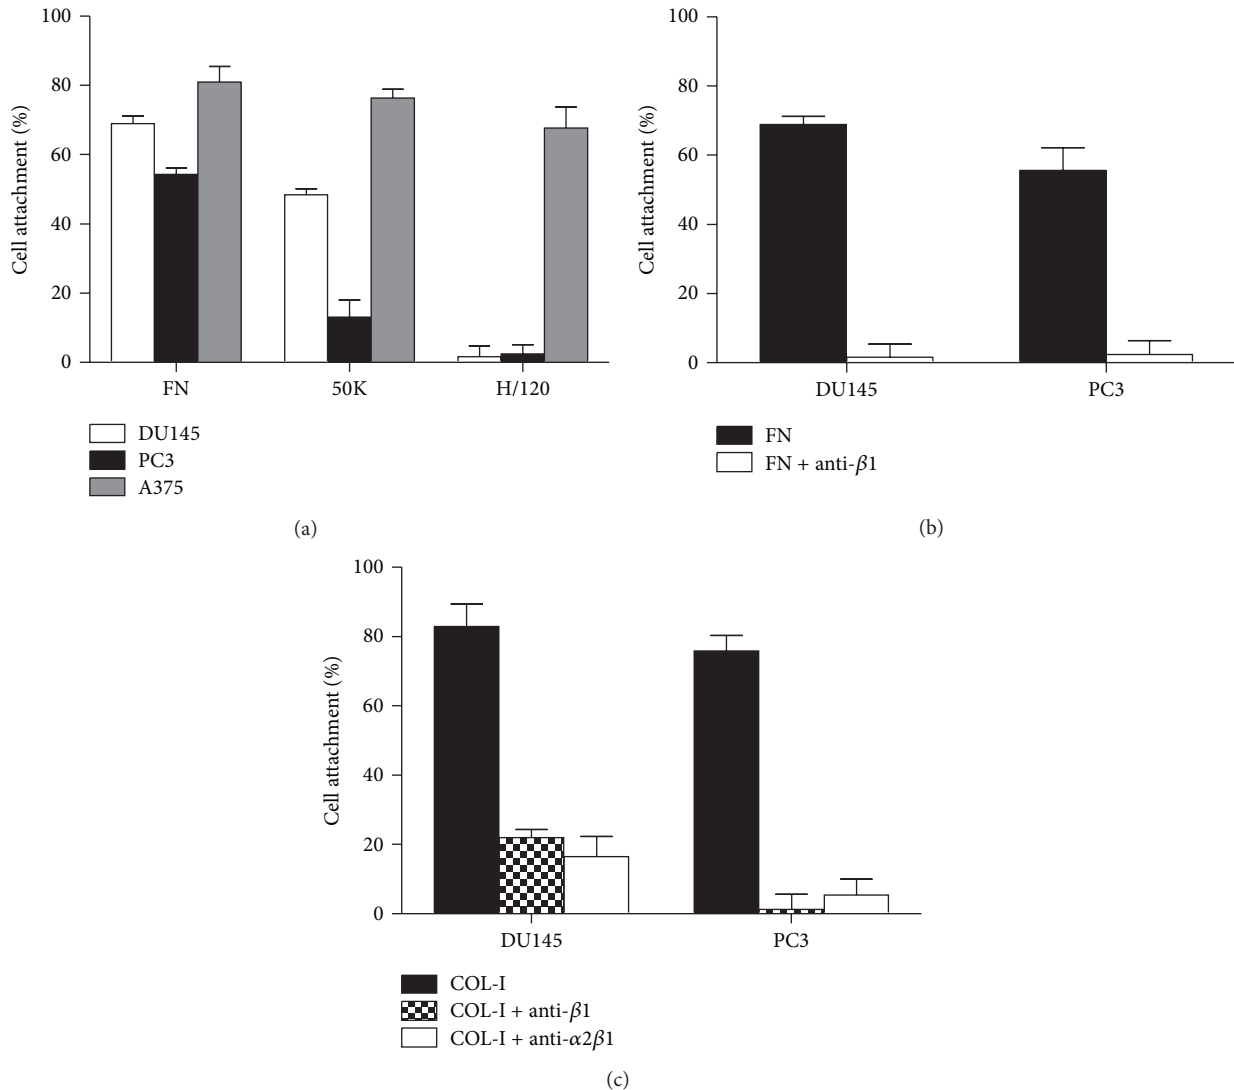 100
80
60
40
20
0
Cell attachment (%)
FN
50K
H/120
DU145
PC3
A375
(a)
100
80
60
40
20
0
Cell attachment (%)
DU145
PC3
FN
FN + anti-β1
(b)
100
80
60
40
20
0
Cell attachment (%)
DU145
PC3
COL-I
COL-I + anti-β1
COL-I + anti-α2β1
(c)